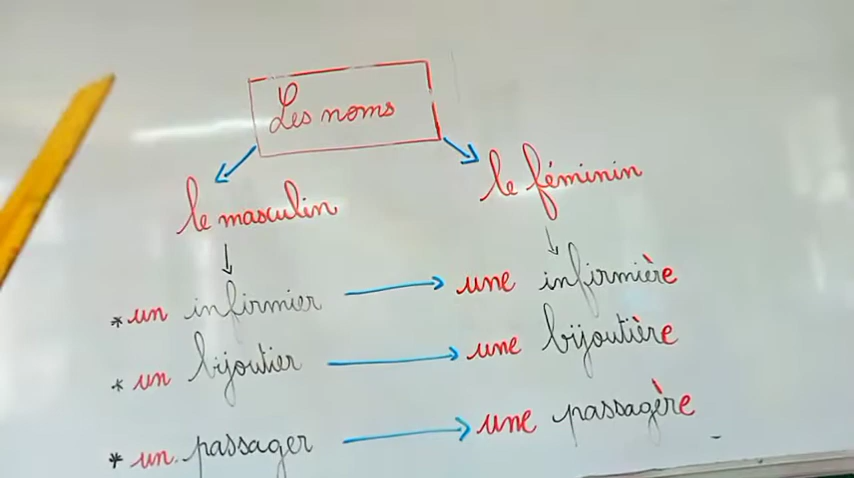 Les noms
le masculin le féminin
* un infirmier une infirmière
* un bijoutier une bijoutière
* un passager une passagère